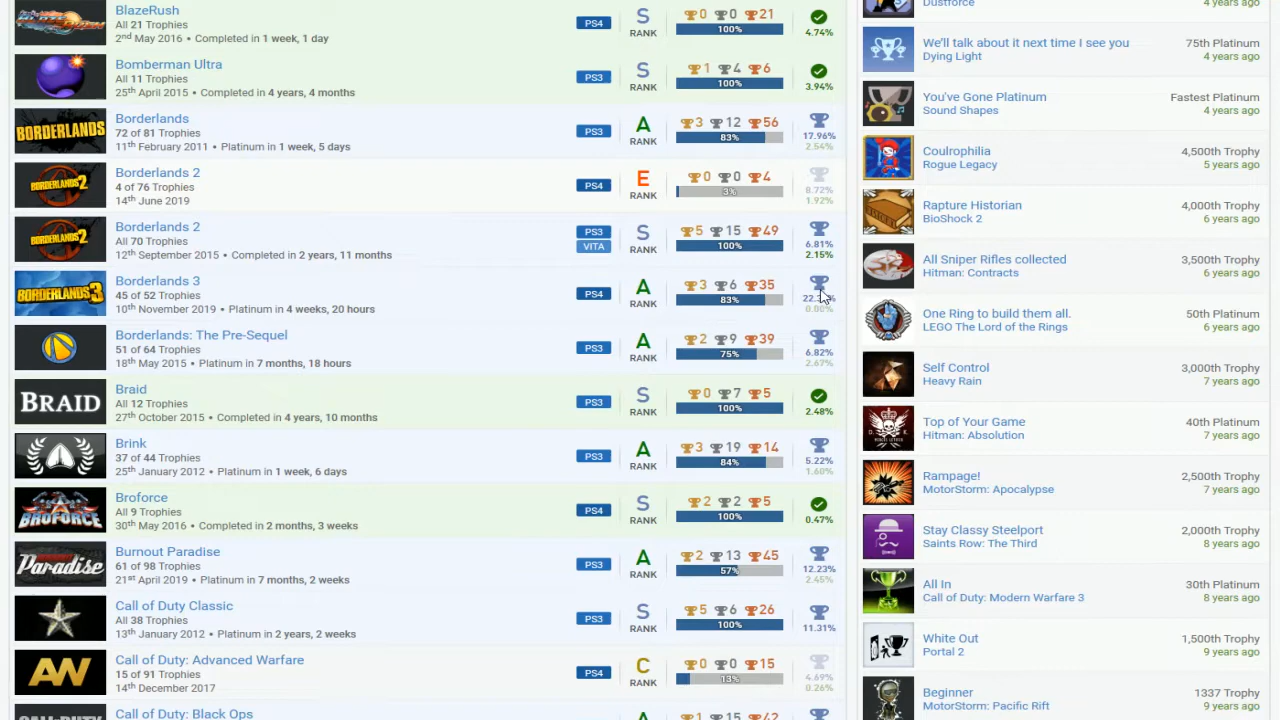 BlazeRush
All 21 Trophies
2nd May 2016 • Completed in 1 week, 1 day
PS4
S
RANK
0 0 21
100%
4.74%
Bomberman Ultra
All 11 Trophies
25th April 2015 • Completed in 4 years, 4 months
PS3
S
RANK
1 4 6
100%
3.94%
BORDERLANDS
Borderlands
72 of 81 Trophies
11th February 2011 • Platinum in 1 week, 5 days
PS3
A
RANK
3 12 56
83%
17.96%
2.54%
BORDERLANDS 2
Borderlands 2
4 of 76 Trophies
14th June 2019
PS4
E
RANK
0 0 4
3%
8.72%
1.92%
BORDERLANDS 2
Borderlands 2
All 70 Trophies
12th September 2015 • Completed in 2 years, 11 months
PS3
VITA
S
RANK
5 15 49
100%
6.81%
2.15%
BORDERLANDS 3
Borderlands 3
45 of 52 Trophies
10th November 2019 • Platinum in 4 weeks, 20 hours
PS4
A
RANK
3 6 35
83%
0.00%
Borderlands: The Pre-Sequel
51 of 64 Trophies
18th May 2015 • Platinum in 7 months, 18 hours
PS3
A
RANK
2 9 39
75%
6.82%
2.67%
BRAID
Braid
All 12 Trophies
27th October 2015 • Completed in 4 years, 10 months
PS3
S
RANK
0 7 5
100%
2.48%
Brink
37 of 44 Trophies
25th January 2012 • Platinum in 1 week, 6 days
PS3
A
RANK
3 19 14
84%
5.22%
1.60%
BROFORCE
Broforce
All 9 Trophies
30th May 2016 • Completed in 2 months, 3 weeks
PS4
S
RANK
2 2 5
100%
0.47%
Paradise
Burnout Paradise
61 of 98 Trophies
21st April 2019 • Platinum in 7 months, 2 weeks
PS3
A
RANK
2 13 45
57%
12.23%
2.45%
Call of Duty Classic
All 38 Trophies
13th January 2012 • Platinum in 2 years, 2 weeks
PS3
S
RANK
5 6 26
100%
11.31%
AW
Call of Duty: Advanced Warfare
15 of 91 Trophies
14th December 2017
PS4
C
RANK
0 0 15
13%
4.69%
0.26%
CALL OF DUTY
Call of Duty: Black Ops
A
1 15 42
Dustforce
4 years ago
We'll talk about it next time I see you
75th Platinum
Dying Light
4 years ago
You've Gone Platinum
Fastest Platinum
Sound Shapes
4 years ago
Coulrophilia
4,500th Trophy
Rogue Legacy
5 years ago
Rapture Historian
4,000th Trophy
BioShock 2
6 years ago
All Sniper Rifles collected
3,500th Trophy
Hitman: Contracts
6 years ago
One Ring to build them all.
50th Platinum
LEGO The Lord of the Rings
6 years ago
Self Control
3,000th Trophy
Heavy Rain
7 years ago
Top of Your Game
40th Platinum
Hitman: Absolution
7 years ago
Rampage!
2,500th Trophy
MotorStorm: Apocalypse
7 years ago
Stay Classy Steelport
2,000th Trophy
Saints Row: The Third
8 years ago
All In
30th Platinum
Call of Duty: Modern Warfare 3
8 years ago
White Out
1,500th Trophy
Portal 2
9 years ago
Beginner
1337 Trophy
MotorStorm: Pacific Rift
9 years ago